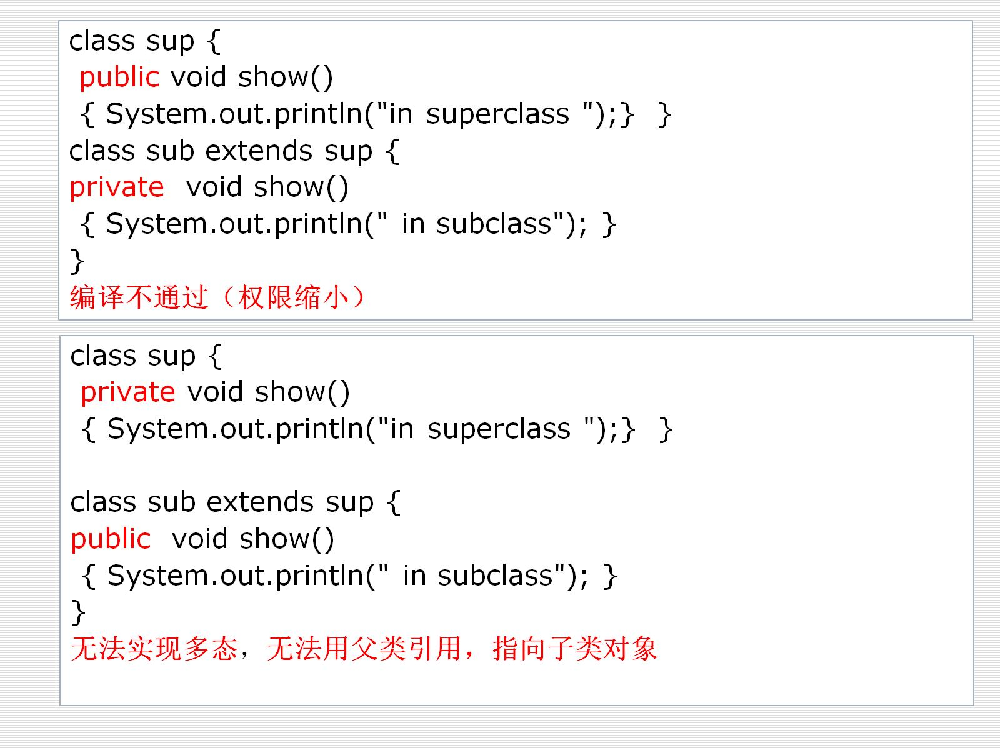 class sup {
public void show()
{ System.out.println("in superclass ");}  }
class sub extends sup {
private  void show()
{ System.out.println(" in subclass"); }
}
编译不通过（权限缩小）
class sup {
private void show()
{ System.out.println("in superclass ");}  }
class sub extends sup {
public  void show()
{ System.out.println(" in subclass"); }
}
无法实现多态，无法用父类引用，指向子类对象